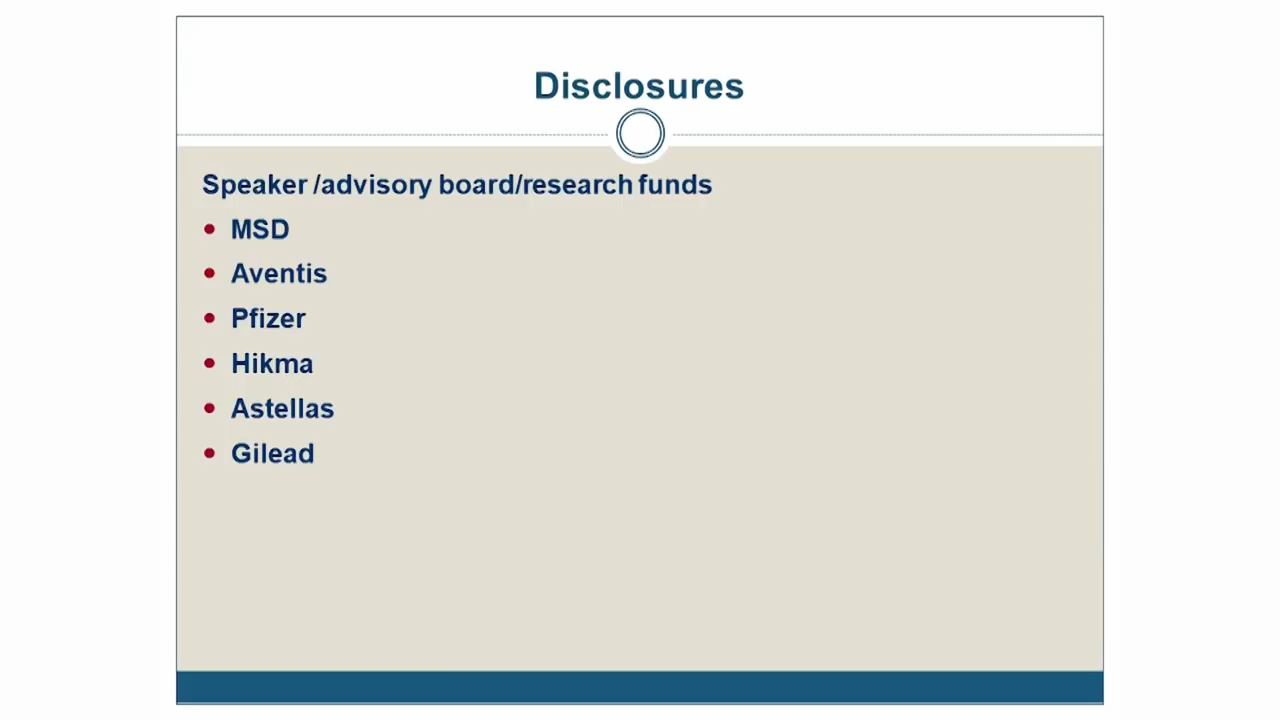 Disclosures
Speaker /advisory board/research funds
• MSD
• Aventis
• Pfizer
• Hikma
• Astellas
• Gilead